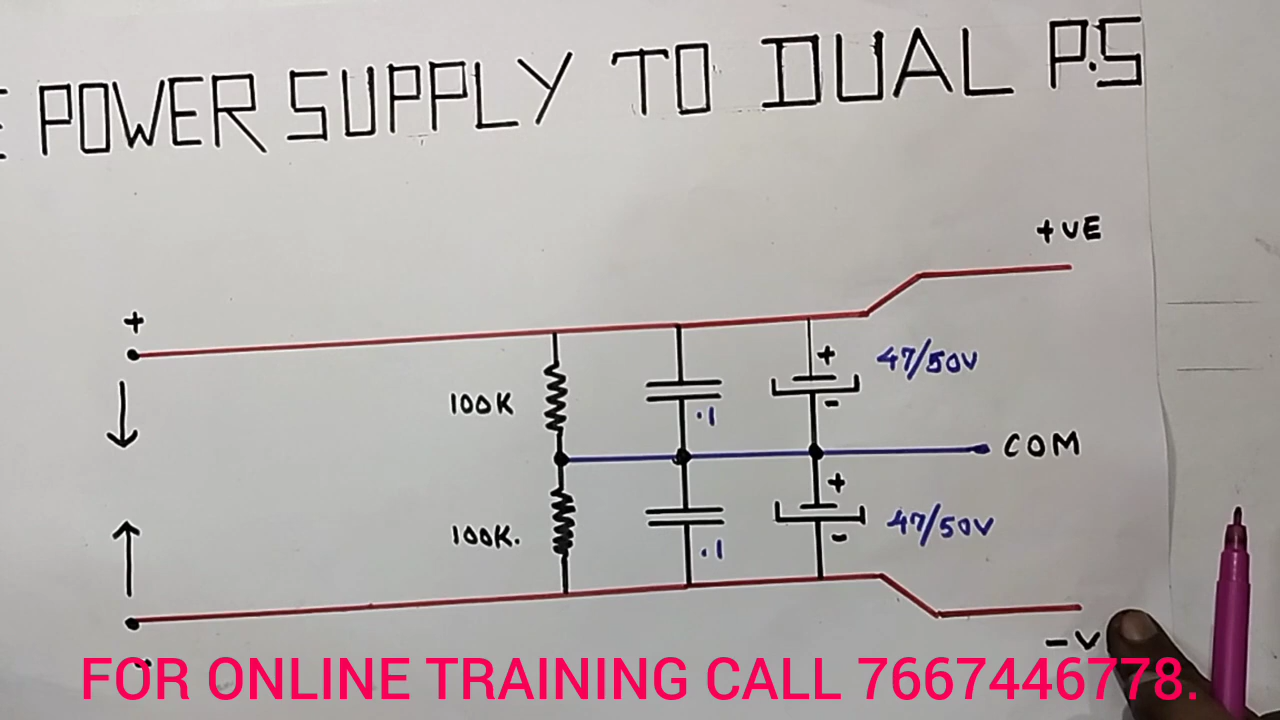 POWER SUPPLY TO DUAL P.S
+VE
+
+
47/50V
100K
.1
-
COM
+
47/50V
100K.
.1
-
-V
FOR ONLINE TRAINING CALL 7667446778.